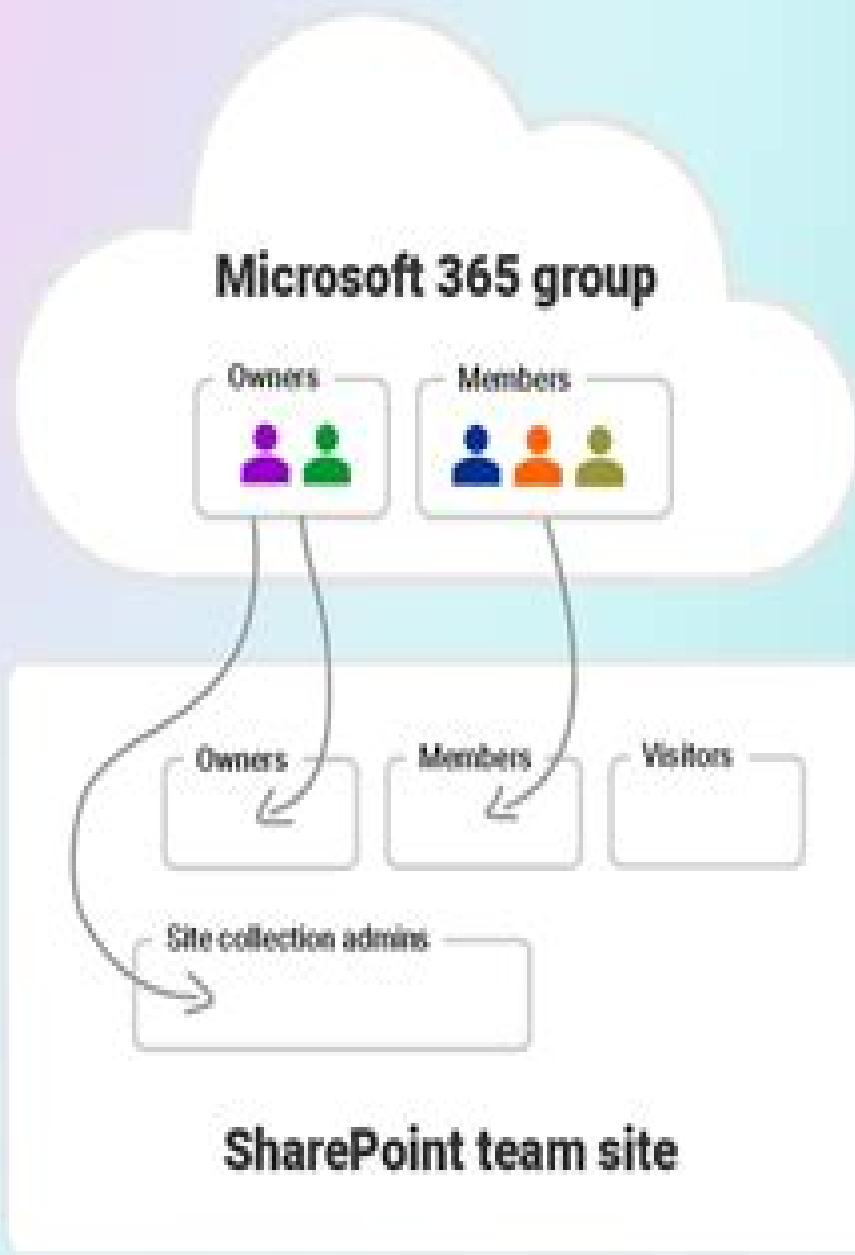 Microsoft 365 group
Owners
Members
Owners
Members
Visitors
Site collection admins
SharePoint team site